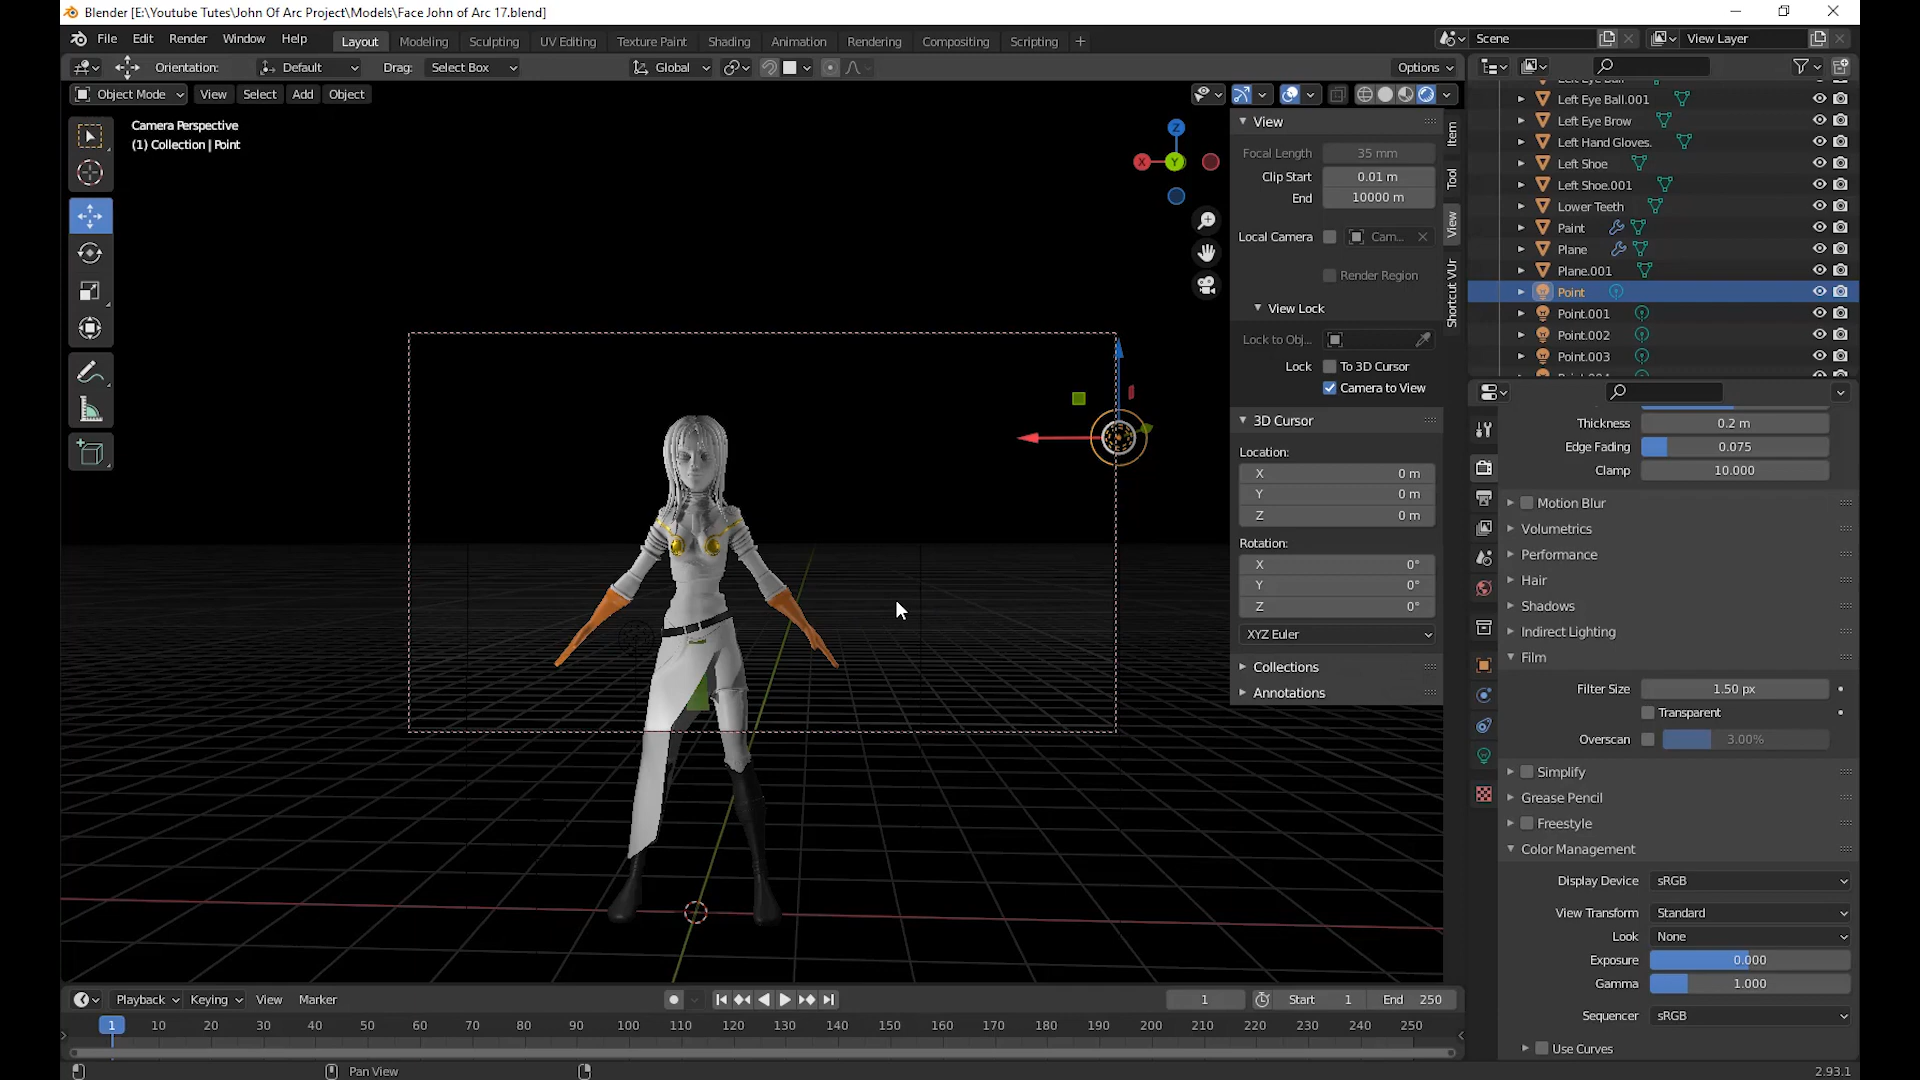 Blender [E:\Youtube Tutes\John Of Arc Project\Models\Face John of Arc 17.blend]
File Edit Render Window Help
Layout Modeling Sculpting UV Editing Texture Paint Shading Animation Rendering Compositing Scripting +
Scene
View Layer
Orientation: Default Drag: Select Box Global Options
Object Mode View Select Add Object
Camera Perspective
(1) Collection | Point
Z
X
Y
View
Focal Length 35 mm
Clip Start 0.01 m
End 10000 m
Local Camera Cam...
Render Region
View Lock
Lock to Obj...
Lock To 3D Cursor
Camera to View
3D Cursor
Location:
X 0 m
Y 0 m
Z 0 m
Rotation:
X 0°
Y 0°
Z 0°
XYZ Euler
Collections
Annotations
Item
Tool
View
Shortcut VUr
Left Eye Ball.001
Left Eye Brow
Left Hand Gloves.
Left Shoe
Left Shoe.001
Lower Teeth
Paint
Plane
Plane.001
Point
Point.001
Point.002
Point.003
Thickness 0.2 m
Edge Fading 0.075
Clamp 10.000
Motion Blur
Volumetrics
Performance
Hair
Shadows
Indirect Lighting
Film
Filter Size 1.50 px
Transparent
Overscan 3.00%
Simplify
Grease Pencil
Freestyle
Color Management
Display Device sRGB
View Transform Standard
Look None
Exposure 0.000
Gamma 1.000
Sequencer sRGB
Use Curves
Playback Keying View Marker
1 Start 1 End 250
1 10 20 30 40 50 60 70 80 90 100 110 120 130 140 150 160 170 180 190 200 210 220 230 240 250
Pan View
2.93.1